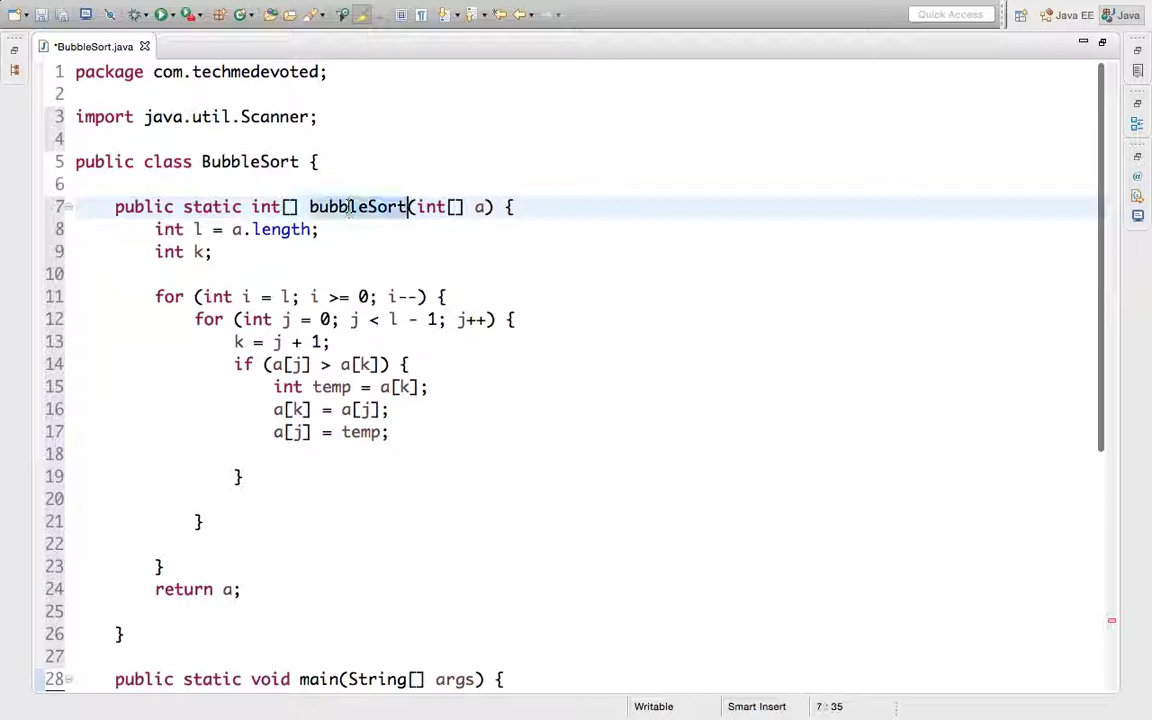 Quick Access
Java EE
Java
*BubbleSort.java
1 package com.techmedevoted;
2
3 import java.util.Scanner;
4
5 public class BubbleSort {
6
7 public static int[] bubbleSort(int[] a) {
8 int l = a.length;
9 int k;
10
11 for (int i = l; i >= 0; i--) {
12 for (int j = 0; j < l - 1; j++) {
13 k = j + 1;
14 if (a[j] > a[k]) {
15 int temp = a[k];
16 a[k] = a[j];
17 a[j] = temp;
18
19 }
20
21 }
22
23 }
24 return a;
25
26 }
27
28 public static void main(String[] args) {
Writable
Smart Insert
7 : 35